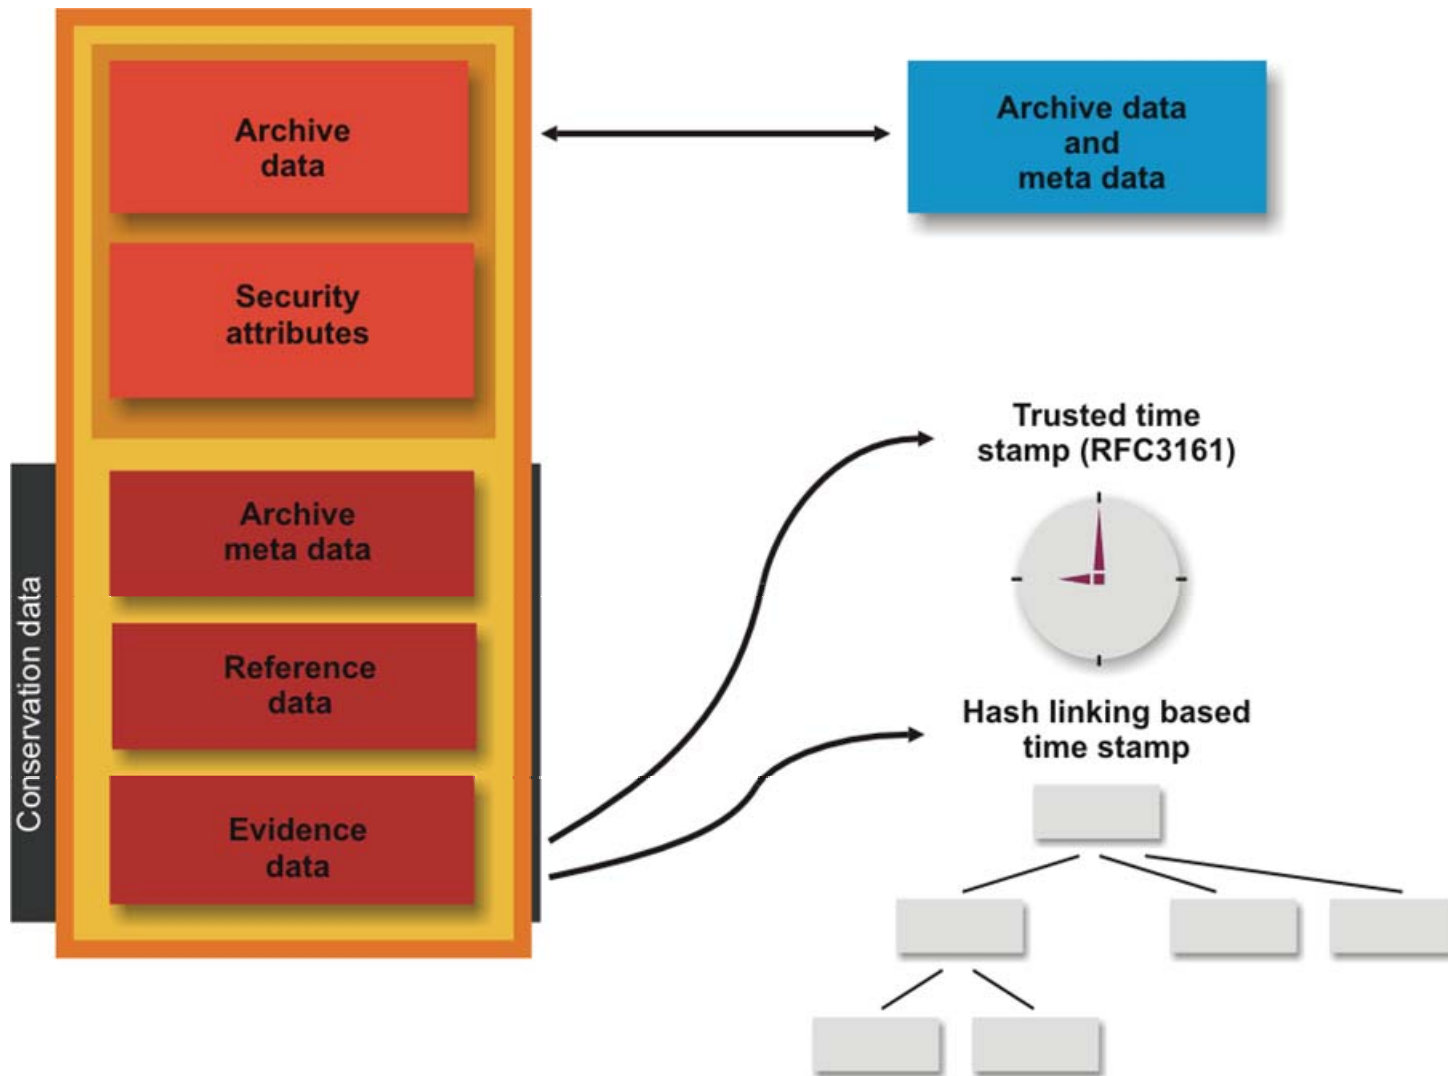 Archive
data
Archive data
and
meta data
Security
attributes
Trusted time
stamp (RFC3161)
Archive
meta data
Conservation data
Reference
data
Hash linking based
time stamp
Evidence
data